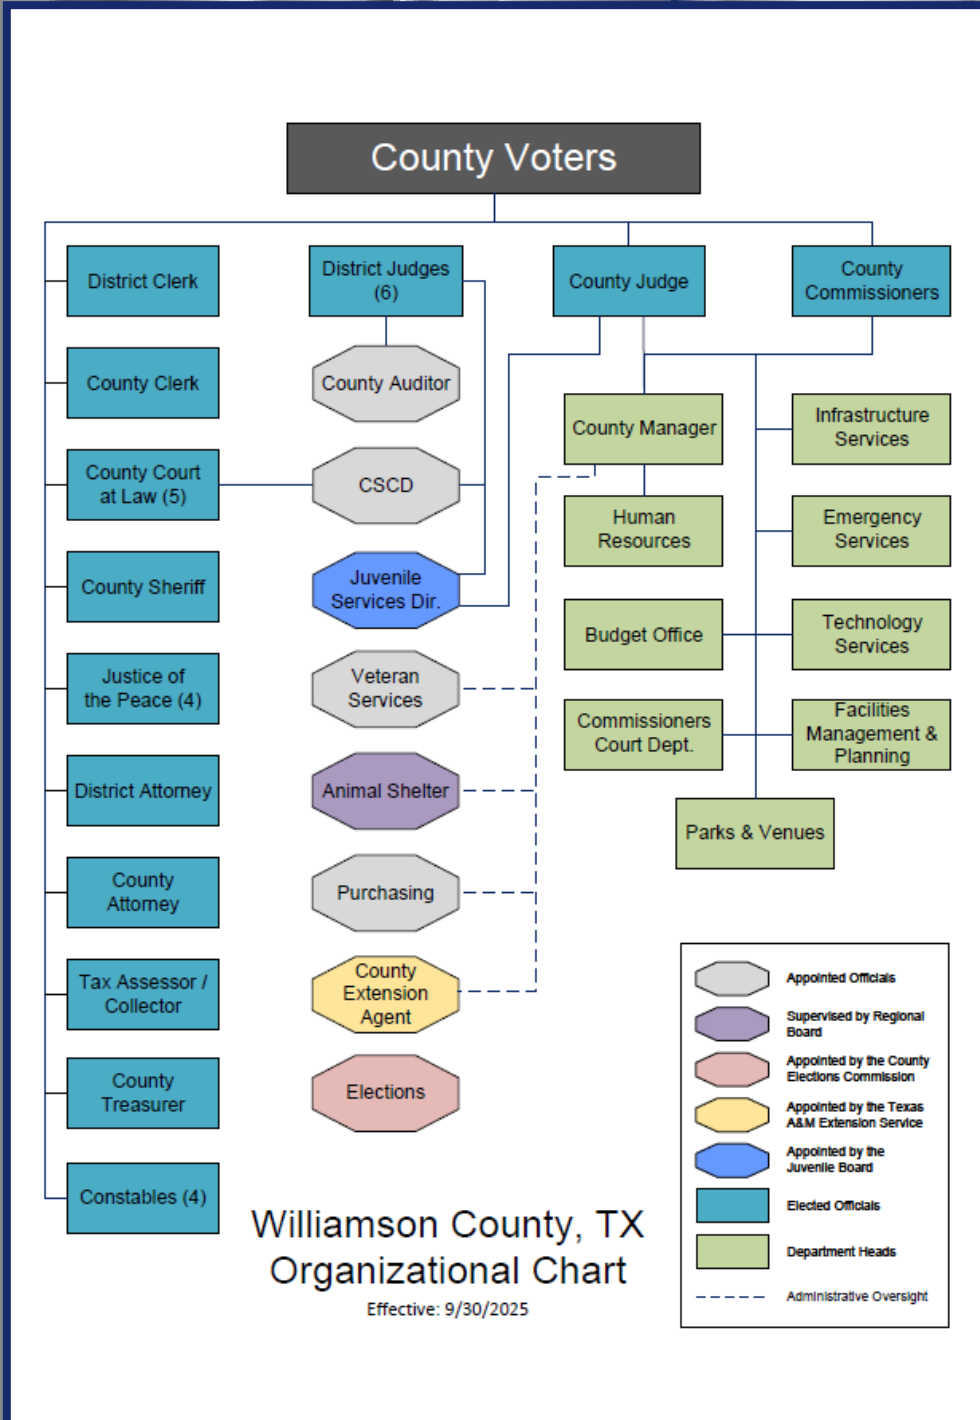 County Voters
District Clerk
District Judges
(6)
County Judge
County
Commissioners
County Clerk
County Auditor
County Manager
Infrastructure
Services
County Court
at Law (5)
CSCD
Human
Resources
Emergency
Services
County Sheriff
Juvenile
Services Dir.
Budget Office
Technology
Services
Justice of
the Peace (4)
Veteran
Services
Commissioners
Court Dept.
Facilities
Management &
Planning
District Attorney
Animal Shelter
Parks & Venues
County
Attorney
Purchasing
Tax Assessor /
Collector
County
Extension
Agent
County
Treasurer
Elections
Constables (4)
Appointed Officials
Supervised by Regional
Board
Appointed by the County
Elections Commission
Appointed by the Texas
A&M Extension Service
Appointed by the
Juvenile Board
Elected Officials
Department Heads
Administrative Oversight
Williamson County, TX
Organizational Chart
Effective: 9/30/2025